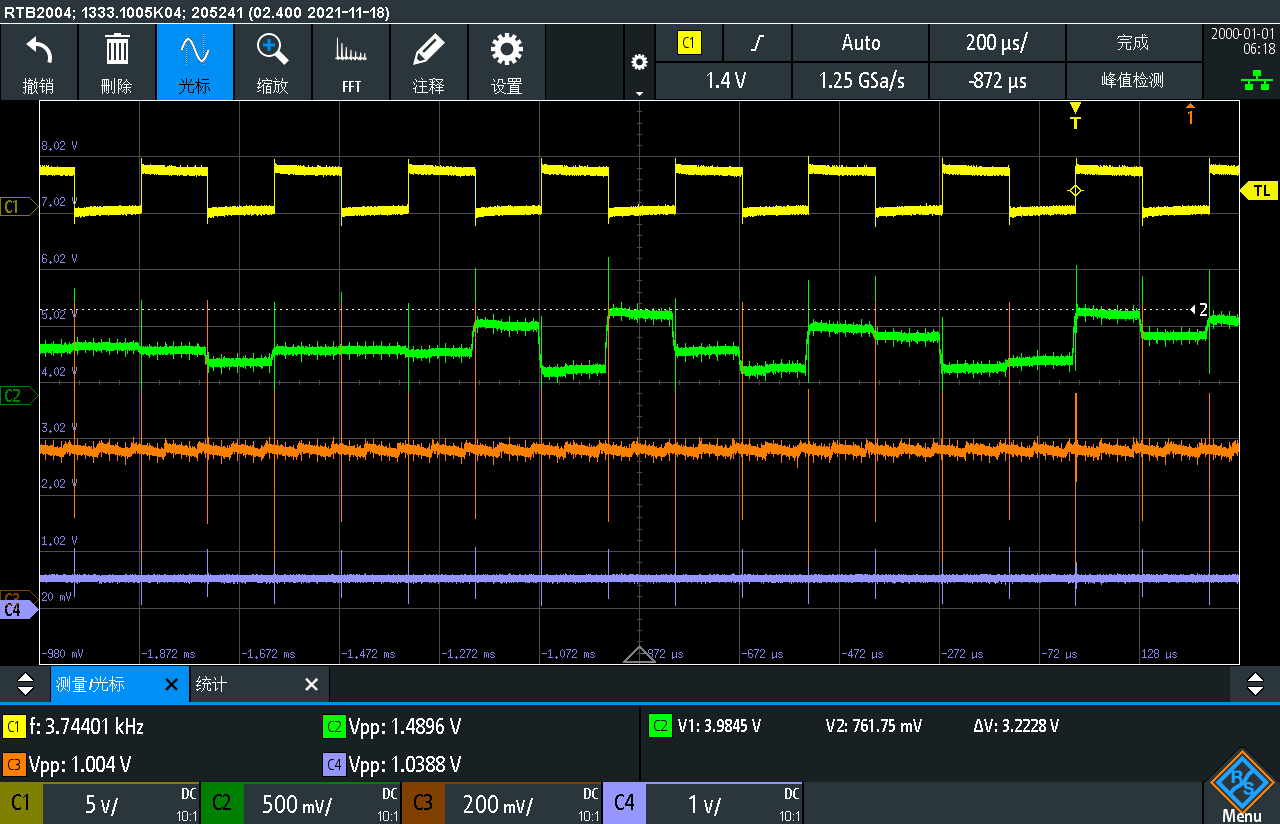 RTB2004; 1333.1005K04; 205241 (02.400 2021-11-18)
撤销 删除 光标 缩放 FFT 注释 设置
C1 Auto 200 µs/ 完成
1.4 V 1.25 GSa/s -872 µs 峰值检测
2000-01-01
06:18
T 1
8.02 V
C1 7.02 V TL
6.02 V
5.02 V 2
4.02 V
C2
3.02 V
2.02 V
1.02 V
C3 20 mV
C4
-980 mV -1.872 ms -1.672 ms -1.472 ms -1.272 ms -1.072 ms -872 µs -672 µs -472 µs -272 µs -72 µs 128 µs
测量/光标 统计
C1 f: 3.74401 kHz C2 Vpp: 1.4896 V C2 V1: 3.9845 V V2: 761.75 mV ΔV: 3.2228 V
C3 Vpp: 1.004 V C4 Vpp: 1.0388 V
C1 5 V/ DC 10:1 C2 500 mV/ DC 10:1 C3 200 mV/ DC 10:1 C4 1 V/ DC 10:1
R S
Menu